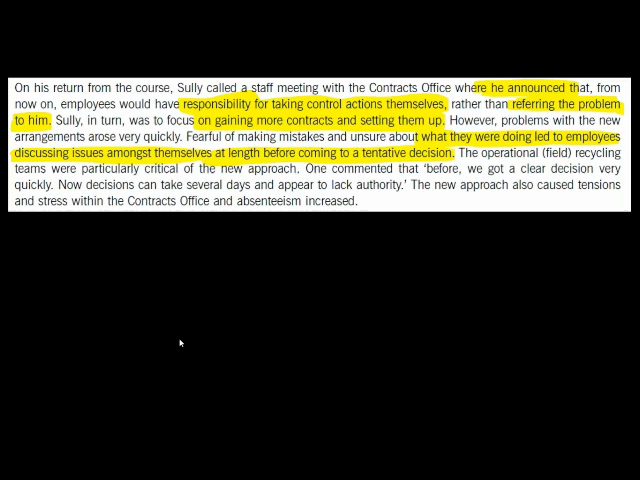 On his return from the course, Sully called a staff meeting with the Contracts Office where he announced that, from
now on, employees would have responsibility for taking control actions themselves, rather than referring the problem
to him. Sully, in turn, was to focus on gaining more contracts and setting them up. However, problems with the new
arrangements arose very quickly. Fearful of making mistakes and unsure about what they were doing led to employees
discussing issues amongst themselves at length before coming to a tentative decision. The operational (field) recycling
teams were particularly critical of the new approach. One commented that ‘before, we got a clear decision very
quickly. Now decisions can take several days and appear to lack authority.’ The new approach also caused tensions
and stress within the Contracts Office and absenteeism increased.